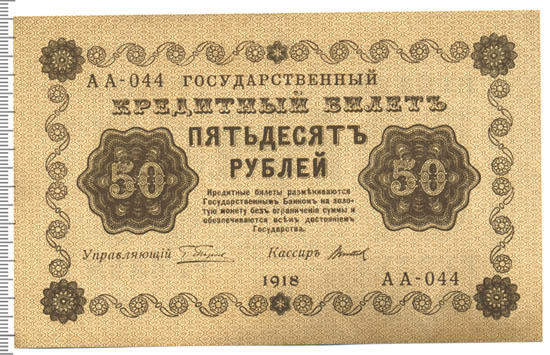 АА-044 ГОСУДАРСТВЕННЫЙ
КРЕДИТНЫЙ БИЛЕТЪ
50 ПЯТЬДЕСЯТЪ 50
РУБЛЕЙ
Кредитные билеты размѣниваются
Государственнымъ Банкомъ на золо-
тую монету безъ ограниченія суммы и
обезпечиваются всѣмъ достояніемъ
Государства.
Управляющій Кассиръ
1918 АА-044